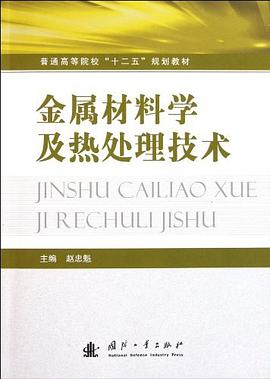 普通高等院校“十二五”规划教材
金属材料学
及热处理技术
JINSHU CAILIAO XUE
JI RECHULI JISHU
主编 赵忠魁
国防工业出版社
National Defense Industry Press